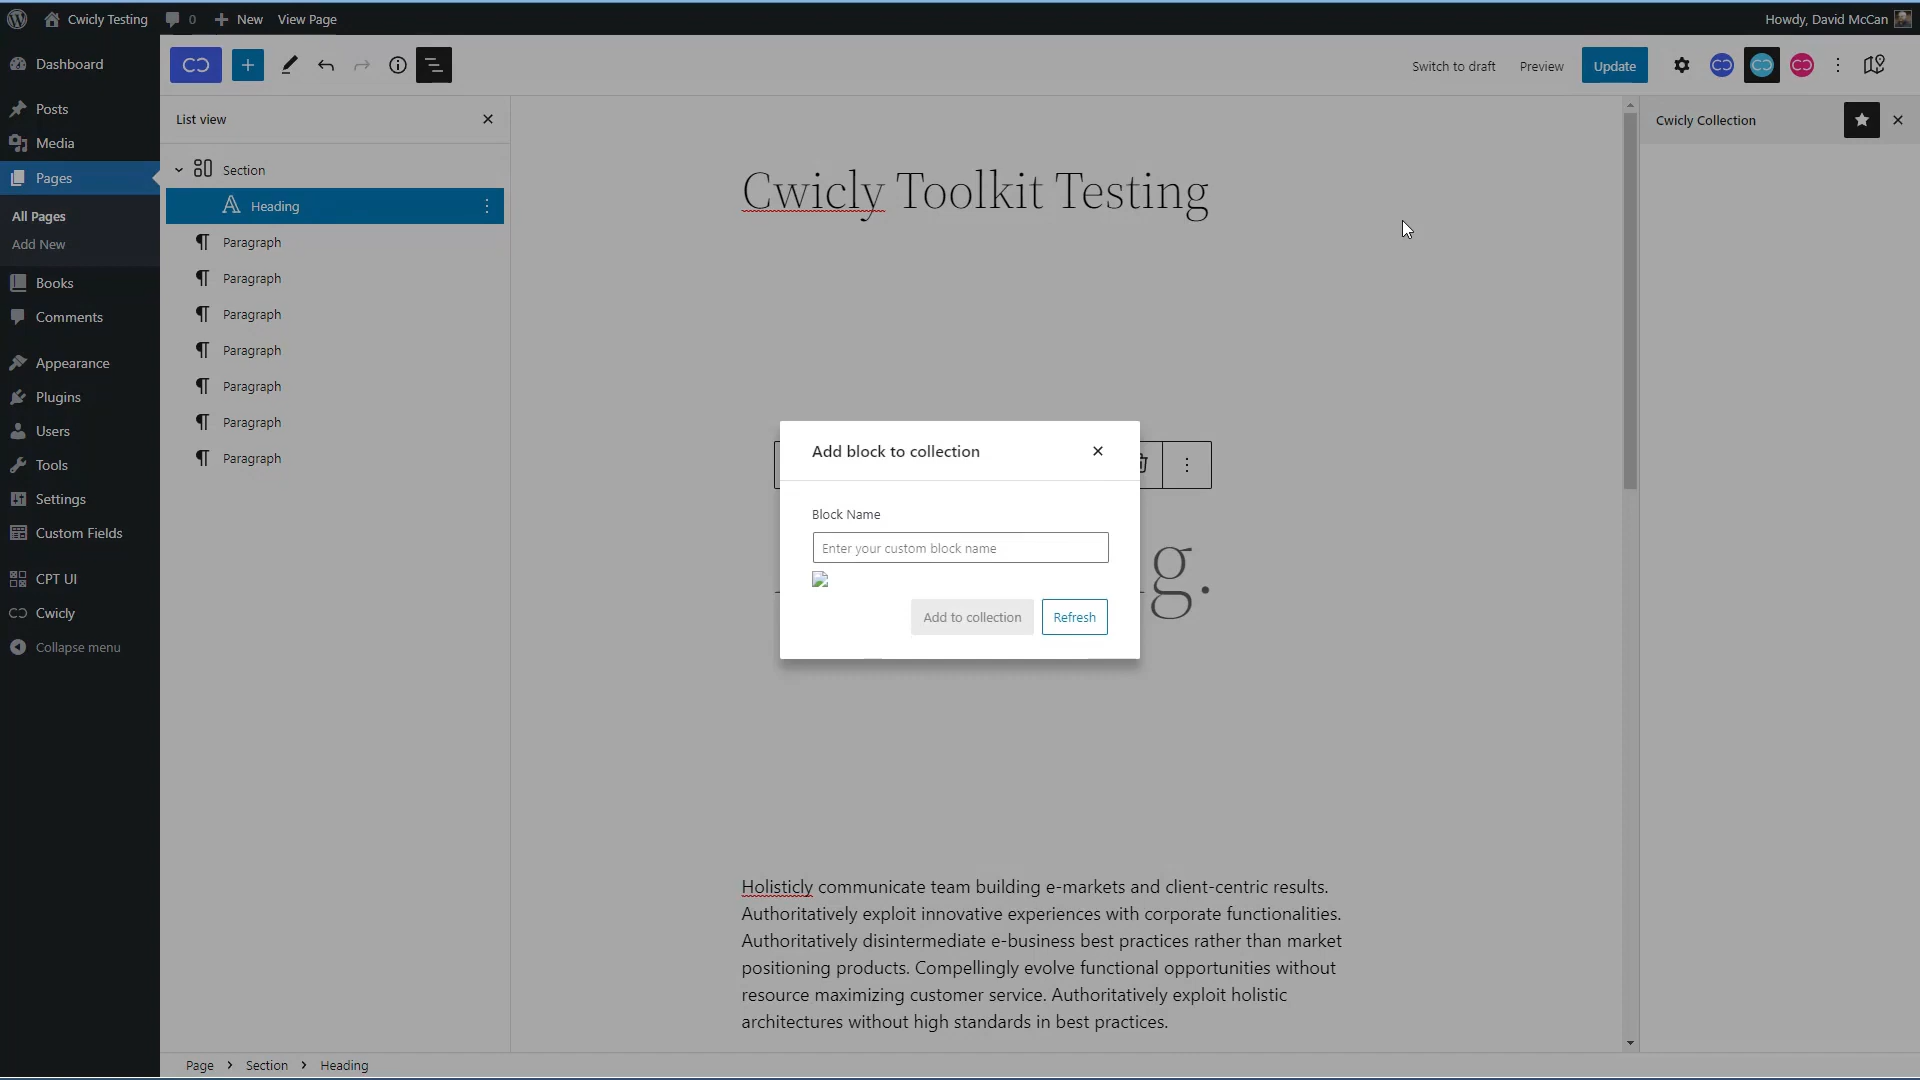 Cwicly Testing
0
New
View Page
Howdy, David McCan
Dashboard
Posts
Media
Pages
All Pages
Add New
Books
Comments
Appearance
Plugins
Users
Tools
Settings
Custom Fields
CPT UI
Cwicly
Collapse menu
Switch to draft
Preview
Update
List view
Section
Heading
Paragraph
Paragraph
Paragraph
Paragraph
Paragraph
Paragraph
Paragraph
Cwicly Toolkit Testing
Add block to collection
Block Name
Enter your custom block name
Add to collection
Refresh
g.
Holisticly communicate team building e-markets and client-centric results.
Authoritatively exploit innovative experiences with corporate functionalities.
Authoritatively disintermediate e-business best practices rather than market
positioning products. Compellingly evolve functional opportunities without
resource maximizing customer service. Authoritatively exploit holistic
architectures without high standards in best practices.
Cwicly Collection
Page > Section > Heading